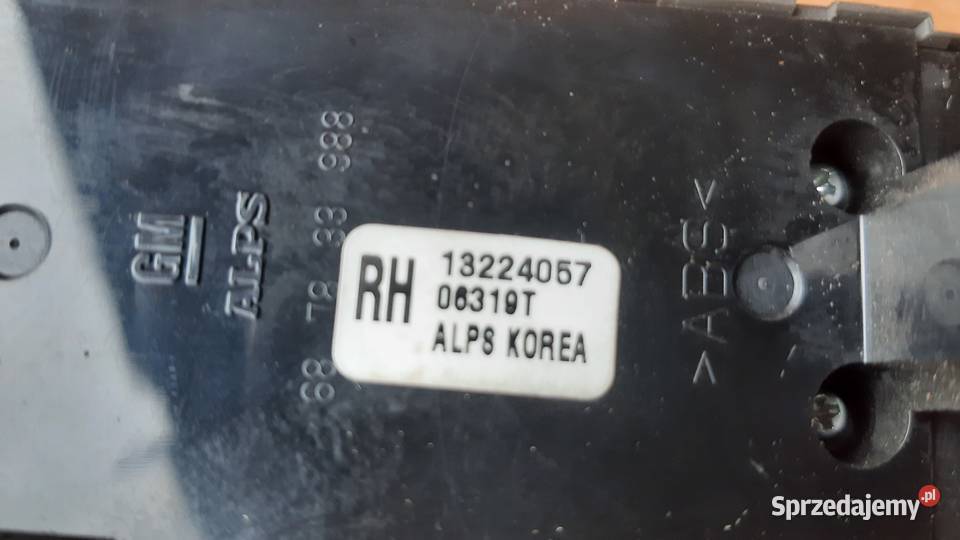 GM
ALPS
68 78 33 988
RH
13224057
06319T
ALPS KOREA
>ABS<
Sprzedajemy.pl